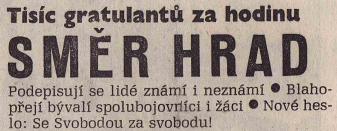 Tisíc gratulantů za hodinu
SMĚR HRAD
Podepisují se lidé známí i neznámí ● Blaho-
přejí bývalí spolubojovníci i žáci ● Nové hes-
lo: Se Svobodou za svobodu!